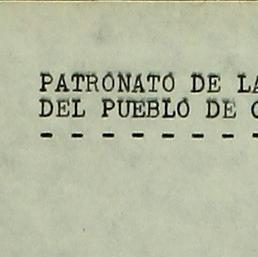 PATRONATO DE LA
DEL PUEBLO DE
- - - - - - - -